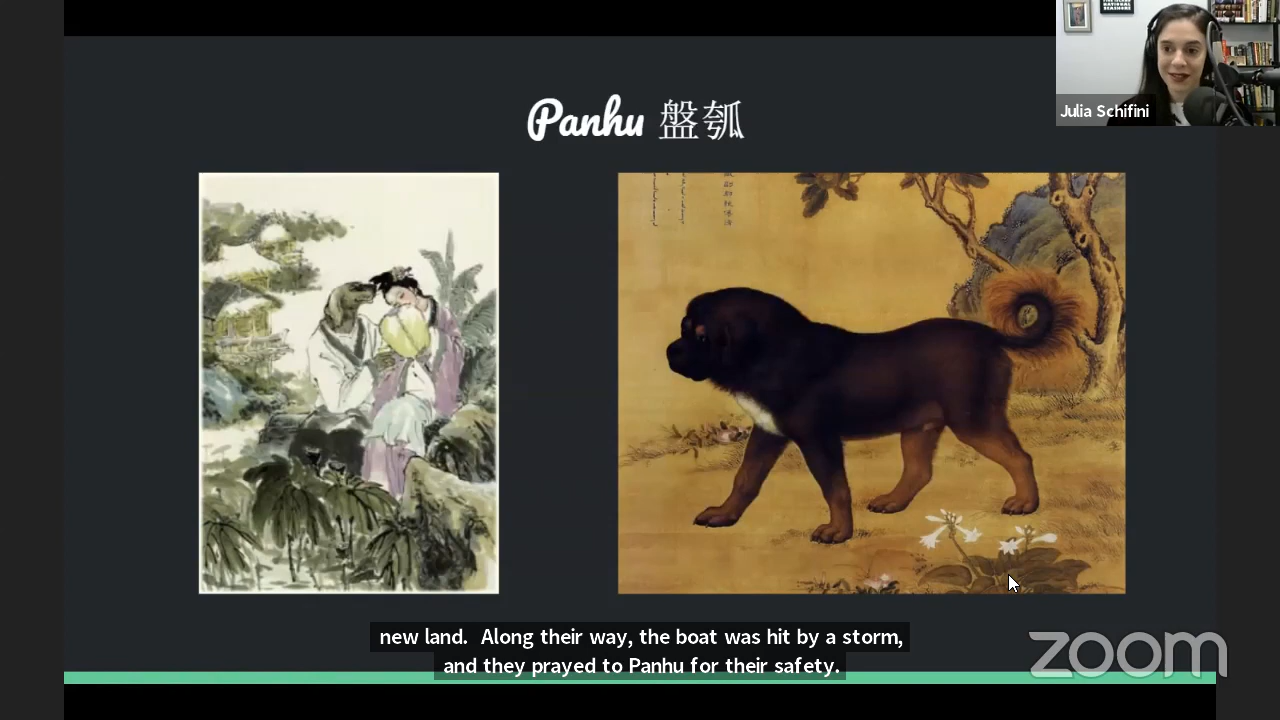 Panhu 盤瓠
Julia Schifini
new land. Along their way, the boat was hit by a storm,
and they prayed to Panhu for their safety.
zoom